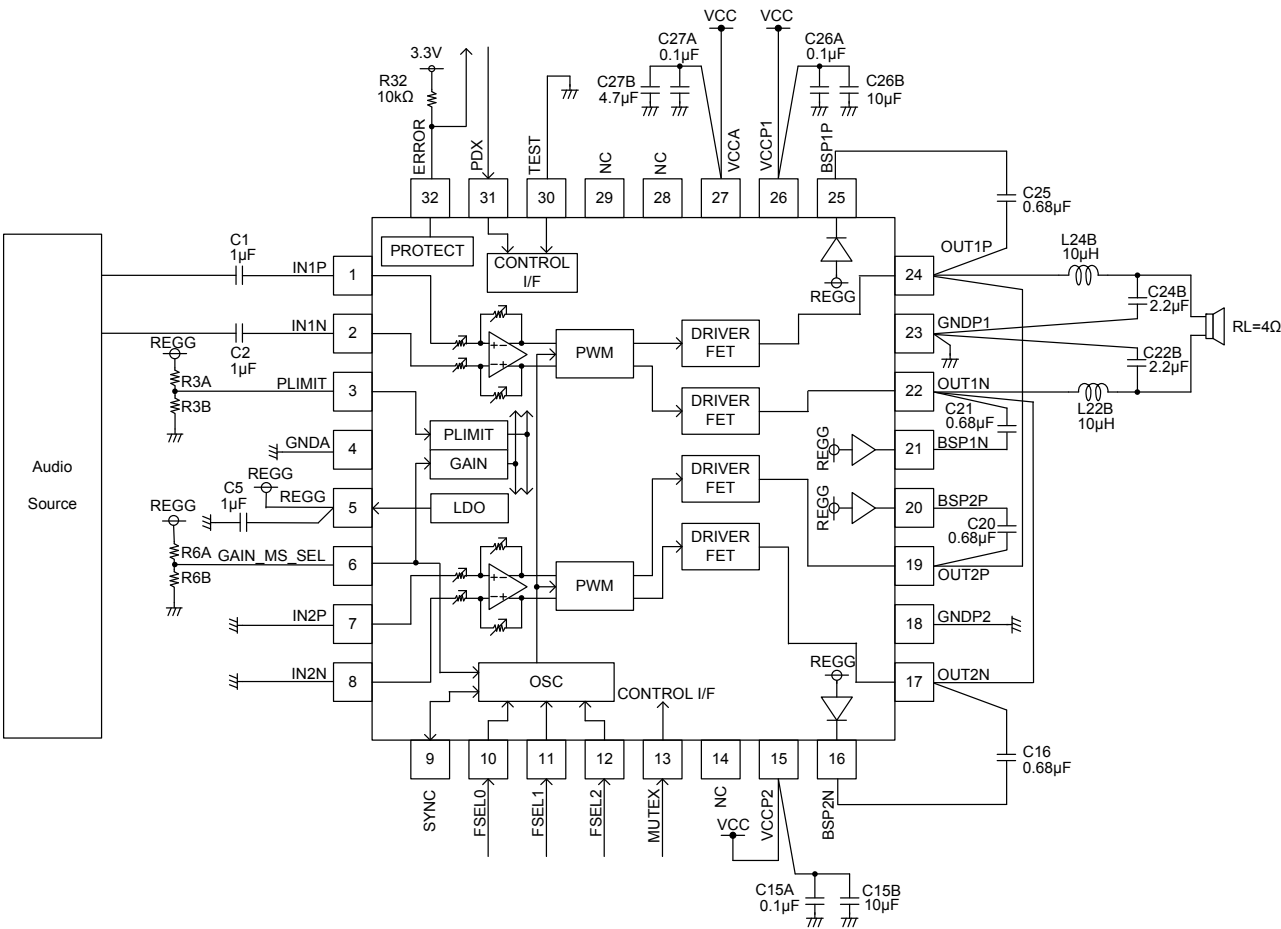 VCC
VCC
C27A
0.1µF
C26A
0.1µF
3.3V
R32
10kΩ
C27B
4.7µF
C26B
10µF
ERROR
PDX
TEST
NC
NC
VCCA
VCCP1
BSP1P
32
31
30
29
28
27
26
25
C25
0.68µF
PROTECT
CONTROL
I/F
REGG
OUT1P
L24B
10µH
C1
1µF
IN1P
1
24
C24B
2.2µF
IN1N
2
C2
1µF
PWM
DRIVER
FET
23
GNDP1
RL=4Ω
REGG
R3A
R3B
PLIMIT
3
DRIVER
FET
22
OUT1N
C22B
2.2µF
L22B
10µH
C21
0.68µF
GNDA
4
PLIMIT
GAIN
REGG
21
BSP1N
Audio
Source
REGG
C5
1µF
REGG
5
LDO
DRIVER
FET
REGG
20
BSP2P
C20
0.68µF
REGG
R6A
R6B
GAIN_MS_SEL
6
DRIVER
FET
19
OUT2P
PWM
IN2P
7
18
GNDP2
IN2N
8
OSC
CONTROL I/F
REGG
17
OUT2N
9
10
11
12
13
14
15
16
C16
0.68µF
SYNC
FSEL0
FSEL1
FSEL2
MUTEX
NC
VCCP2
BSP2N
VCC
C15A
0.1µF
C15B
10µF